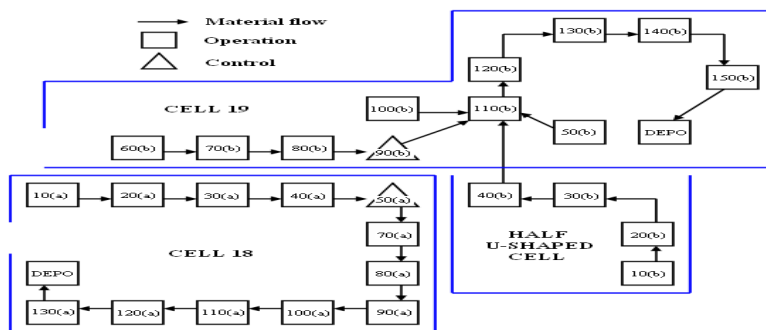 Material flow
Operation
Control
130(b) 140(b)
120(b) 150(b)
CELL 19 100(b) 110(b)
50(b) DEPO
60(b) 70(b) 80(b) 90(b)
10(a) 20(a) 30(a) 40(a) 50(a)
40(b) 30(b)
70(a)
HALF
U-SHAPED
CELL
20(b)
CELL 18
80(a)
DEPO
10(b)
130(a) 120(a) 110(a) 100(a) 90(a)